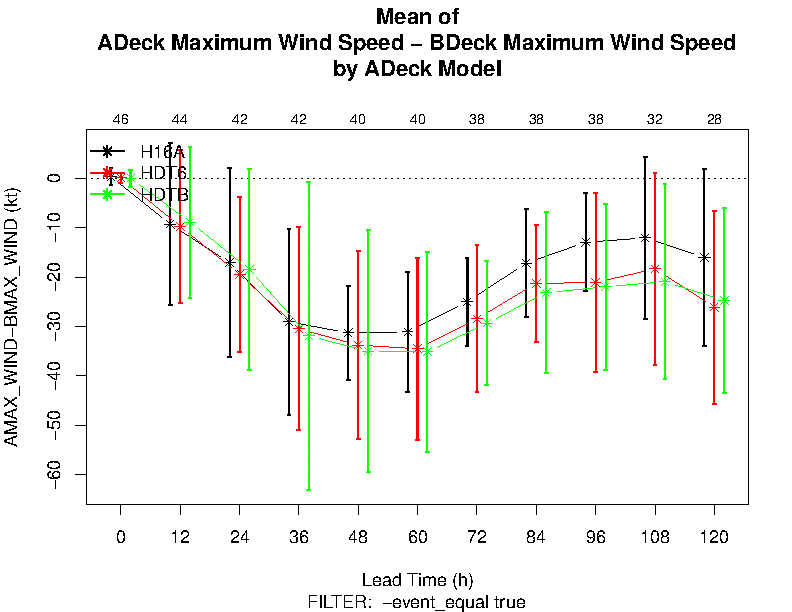 Mean of
ADeck Maximum Wind Speed − BDeck Maximum Wind Speed
by ADeck Model
46 44 42 42 40 40 38 38 38 32 28
H16A
HDT6
HDTB
AMAX_WIND−BMAX_WIND (kt)
0
−10
−20
−30
−40
−50
−60
0 12 24 36 48 60 72 84 96 108 120
Lead Time (h)
FILTER: −event_equal true